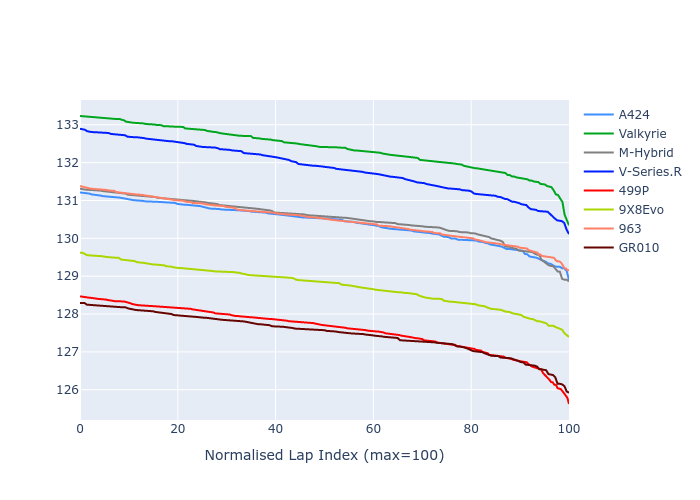 133
132
131
130
129
128
127
126
0 20 40 60 80 100
Normalised Lap Index (max=100)
A424
Valkyrie
M-Hybrid
V-Series.R
499P
9X8Evo
963
GR010